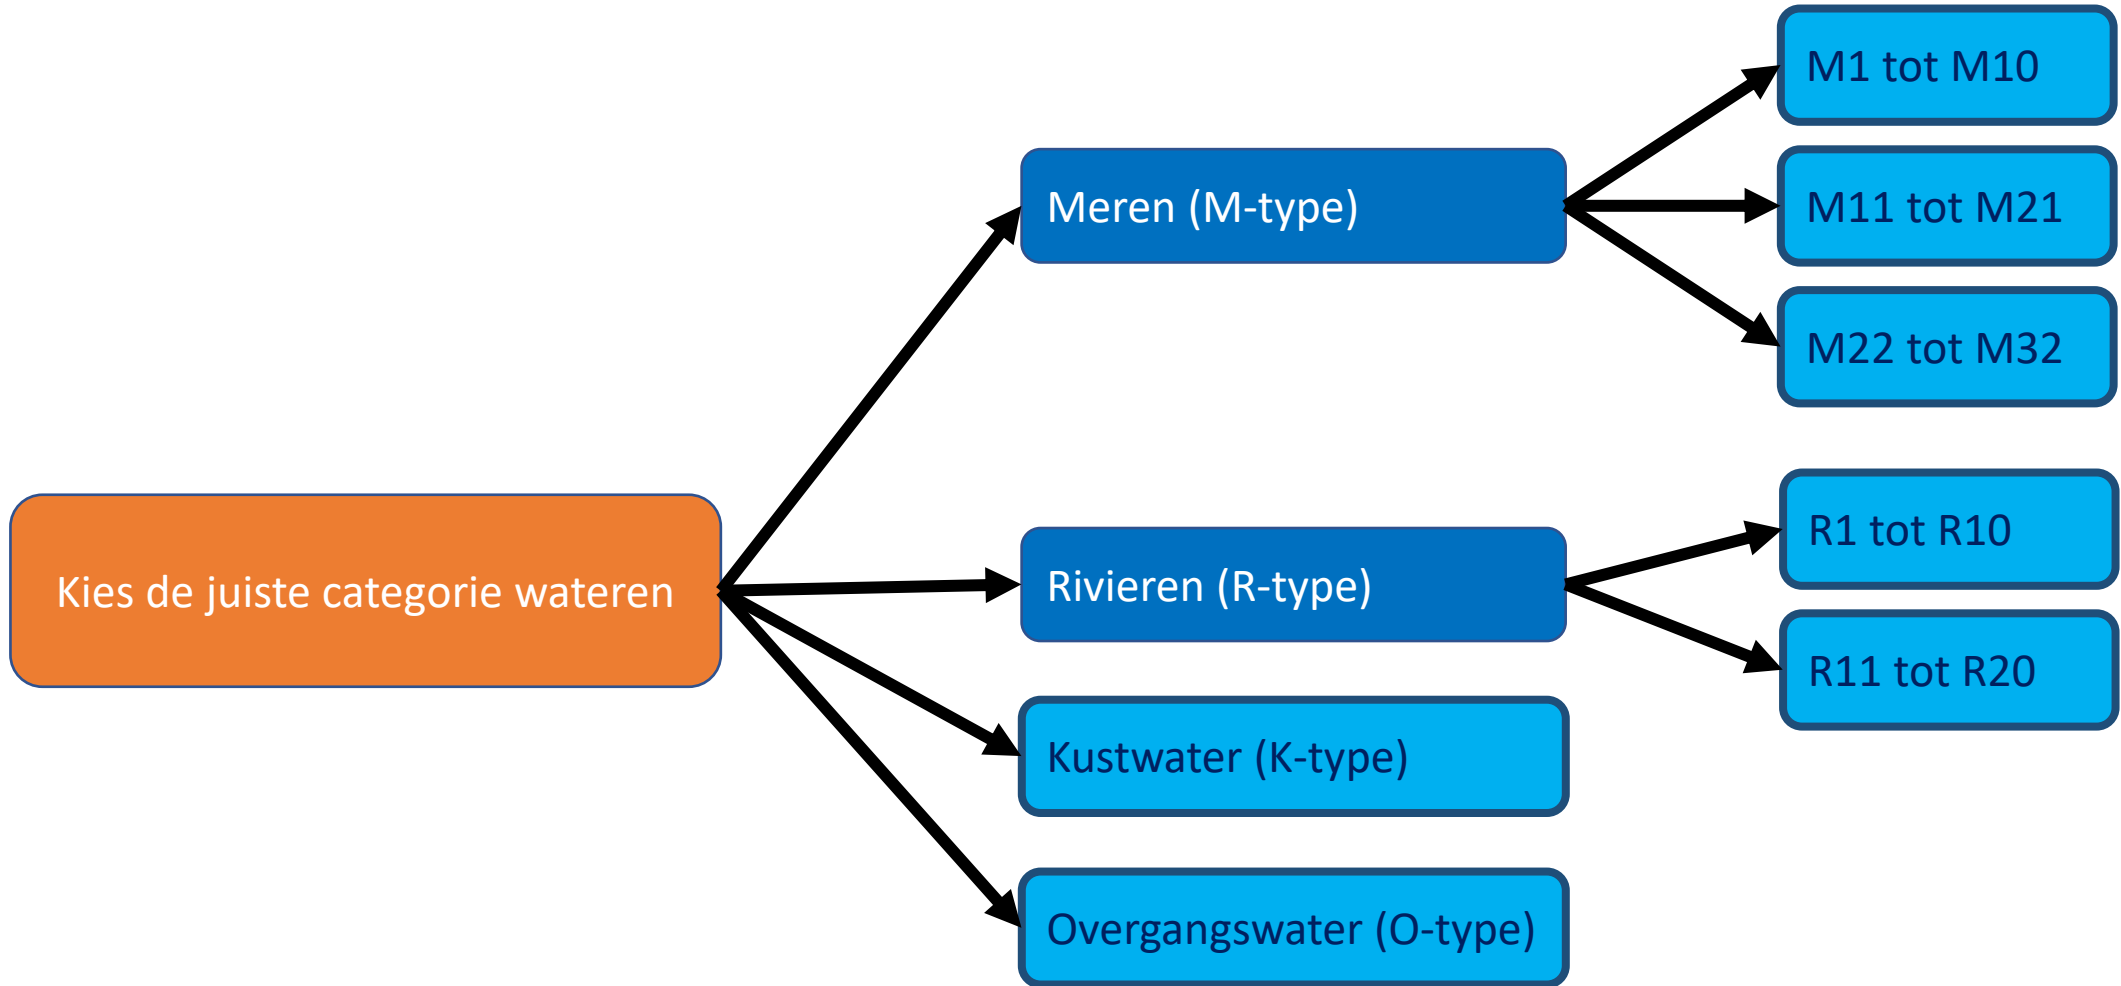 Kies de juiste categorie wateren
Meren (M-type)
M1 tot M10
M11 tot M21
M22 tot M32
Rivieren (R-type)
R1 tot R10
R11 tot R20
Kustwater (K-type)
Overgangswater (O-type)